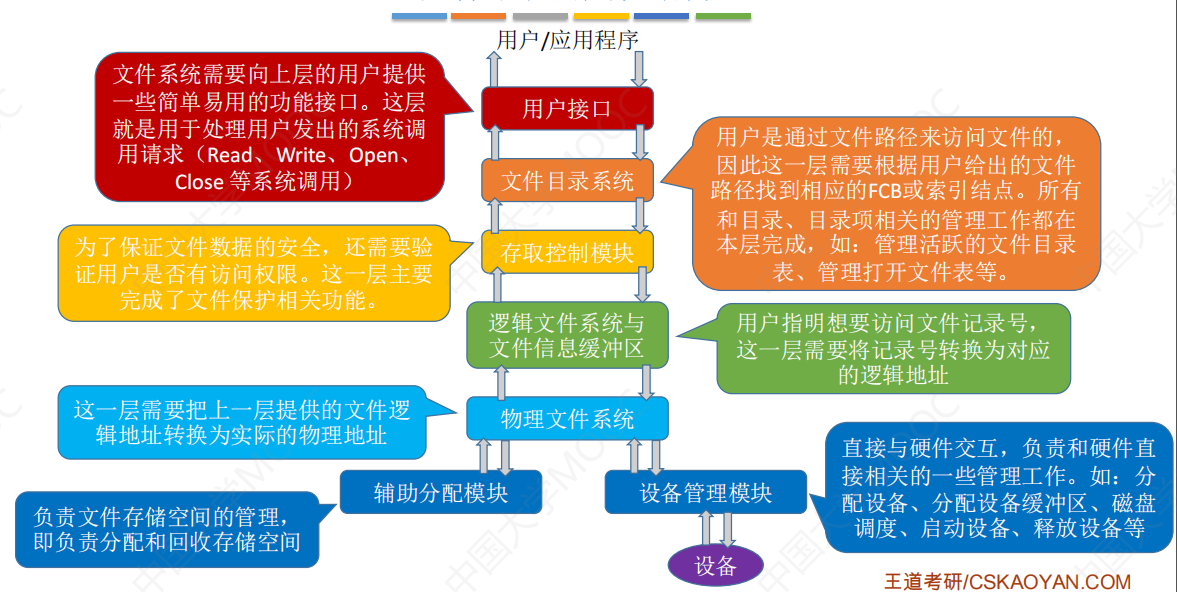 用户/应用程序
文件系统需要向上层的用户提供
一些简单易用的功能接口。这层
就是用于处理用户发出的系统调
用请求（Read、Write、Open、
Close 等系统调用）
用户接口
文件目录系统
用户是通过文件路径来访问文件的，
因此这一层需要根据用户给出的文件
路径找到相应的FCB或索引结点。所有
和目录、目录项相关的管理工作都在
本层完成，如：管理活跃的文件目录
表、管理打开文件表等。
为了保证文件数据的安全，还需要验
证用户是否有访问权限。这一层主要
完成了文件保护相关功能。
存取控制模块
逻辑文件系统与
文件信息缓冲区
用户指明想要访问文件记录号，
这一层需要将记录号转换为对应
的逻辑地址
这一层需要把上一层提供的文件逻
辑地址转换为实际的物理地址
物理文件系统
直接与硬件交互，负责和硬件直
接相关的一些管理工作。如：分
配设备、分配设备缓冲区、磁盘
调度、启动设备、释放设备等
辅助分配模块
设备管理模块
负责文件存储空间的管理，
即负责分配和回收存储空间
设备
王道考研/CSKAOYAN.COM
中国大学MOOC